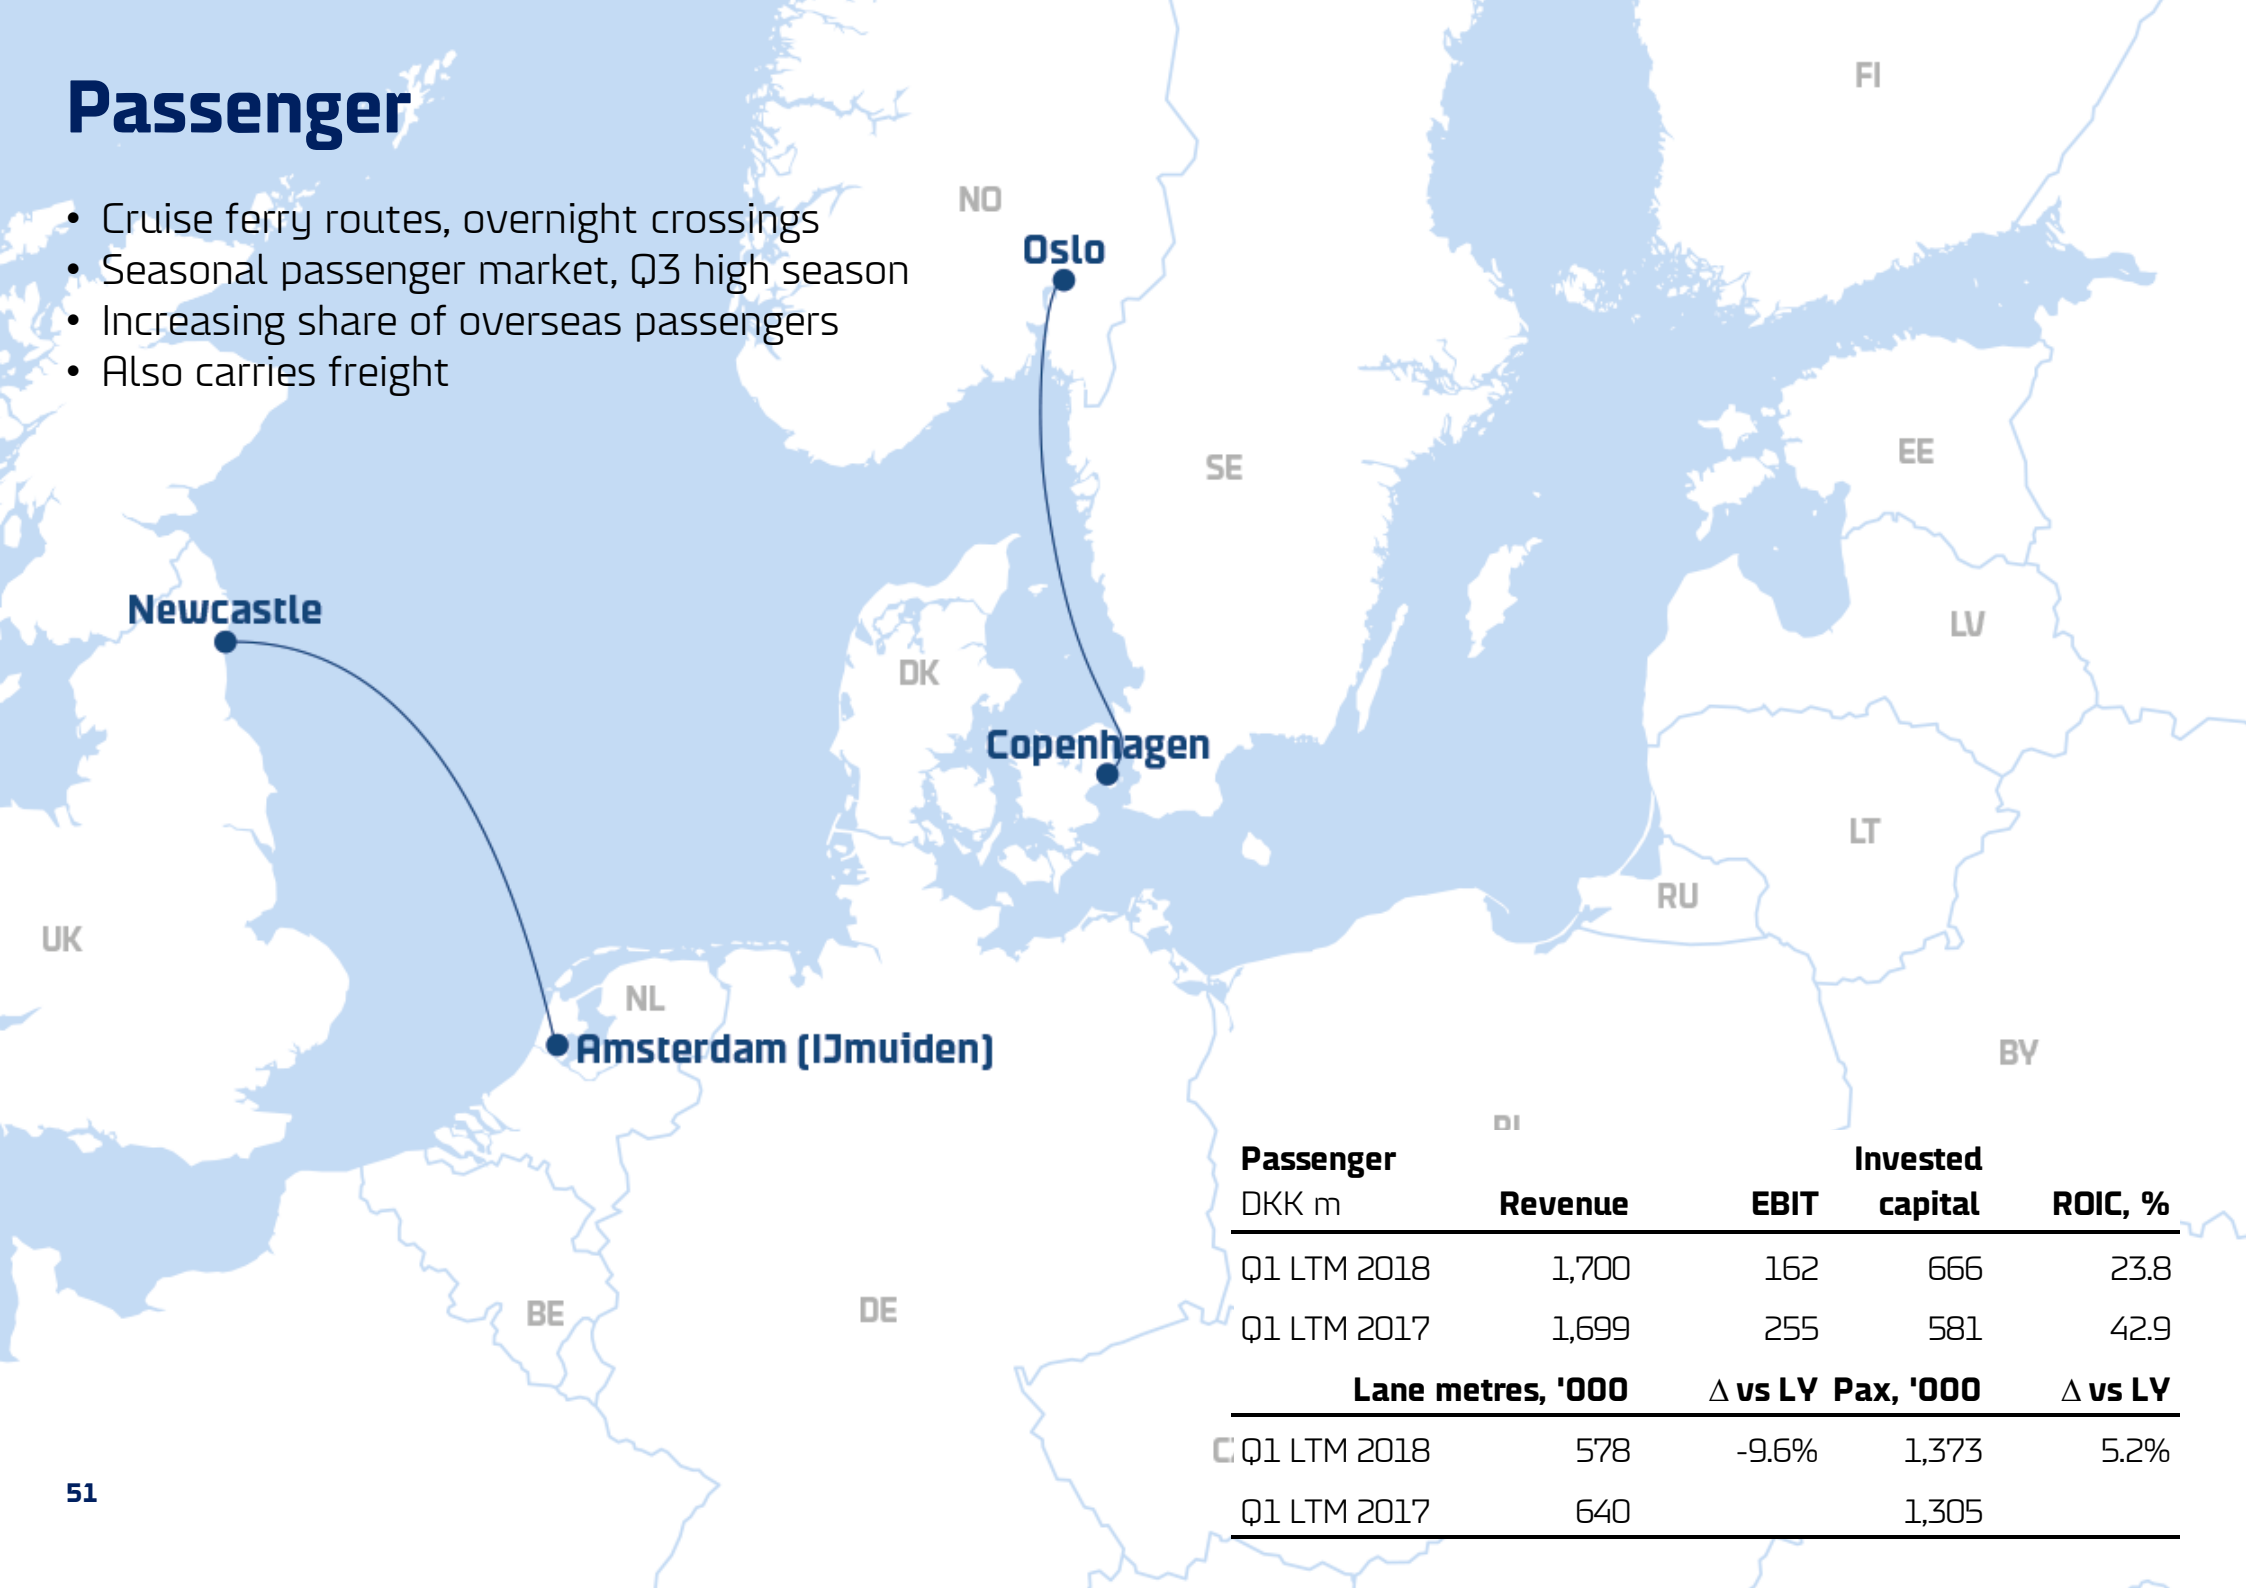 Passenger
• Cruise ferry routes, overnight crossings
• Seasonal passenger market, Q3 high season
• Increasing share of overseas passengers
• Also carries freight
FI
NO
Oslo
EE
SE
Newcastle
LV
DK
Copenhagen
LT
RU
UK
NL
Amsterdam (IJmuiden)
BY
BE
DE
Passenger Invested
DKK m Revenue EBIT capital ROIC, %
Q1 LTM 2018 1,700 162 666 23.8
Q1 LTM 2017 1,699 255 581 42.9
Lane metres, '000 Δ vs LY Pax, '000 Δ vs LY
Q1 LTM 2018 578 -9.6% 1,373 5.2%
Q1 LTM 2017 640 1,305
51